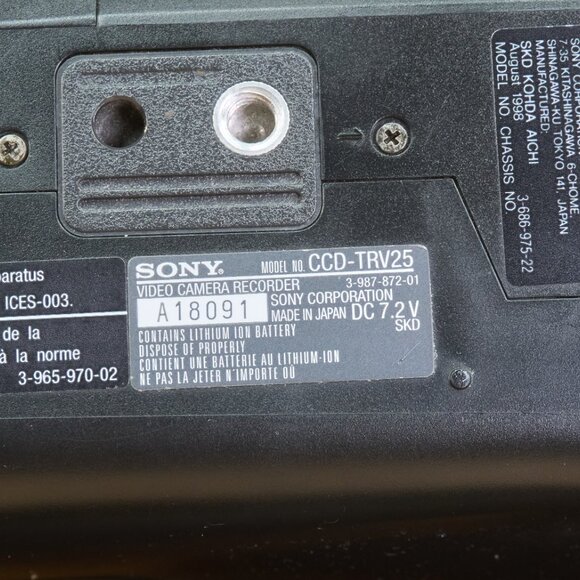 SONY® MODEL NO. CCD-TRV25
VIDEO CAMERA RECORDER 3-987-872-01
A18091 SONY CORPORATION
MADE IN JAPAN DC 7.2 V
SKD
CONTAINS LITHIUM ION BATTERY
DISPOSE OF PROPERLY
CONTIENT UNE BATTERIE AU LITHIUM-ION
NE PAS LA JETER N'IMPORTE OÙ
paratus
ICES-003.
de la
à la norme
3-965-970-02
SONY
7-35 KITASHINAGAWA 6-CHOME,
SHINAGAWA-KU, TOKYO 141, JAPAN
MANUFACTURED:
SKD KOHDA AICHI
August 1998 3-686-975-22
MODEL NO. CHASSIS NO